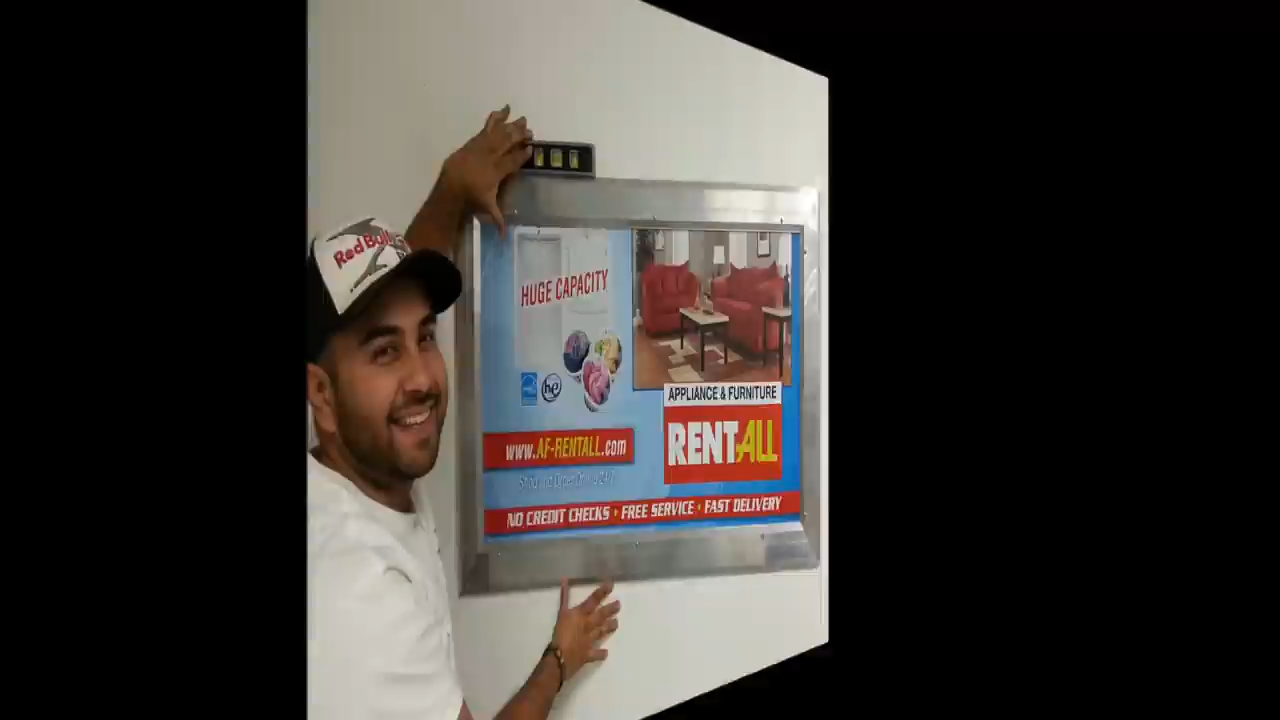 Red Bull
HUGE CAPACITY
he
APPLIANCE & FURNITURE
RENTALL
www.AF-RENTALL.com
NO CREDIT CHECKS • FREE SERVICE • FAST DELIVERY